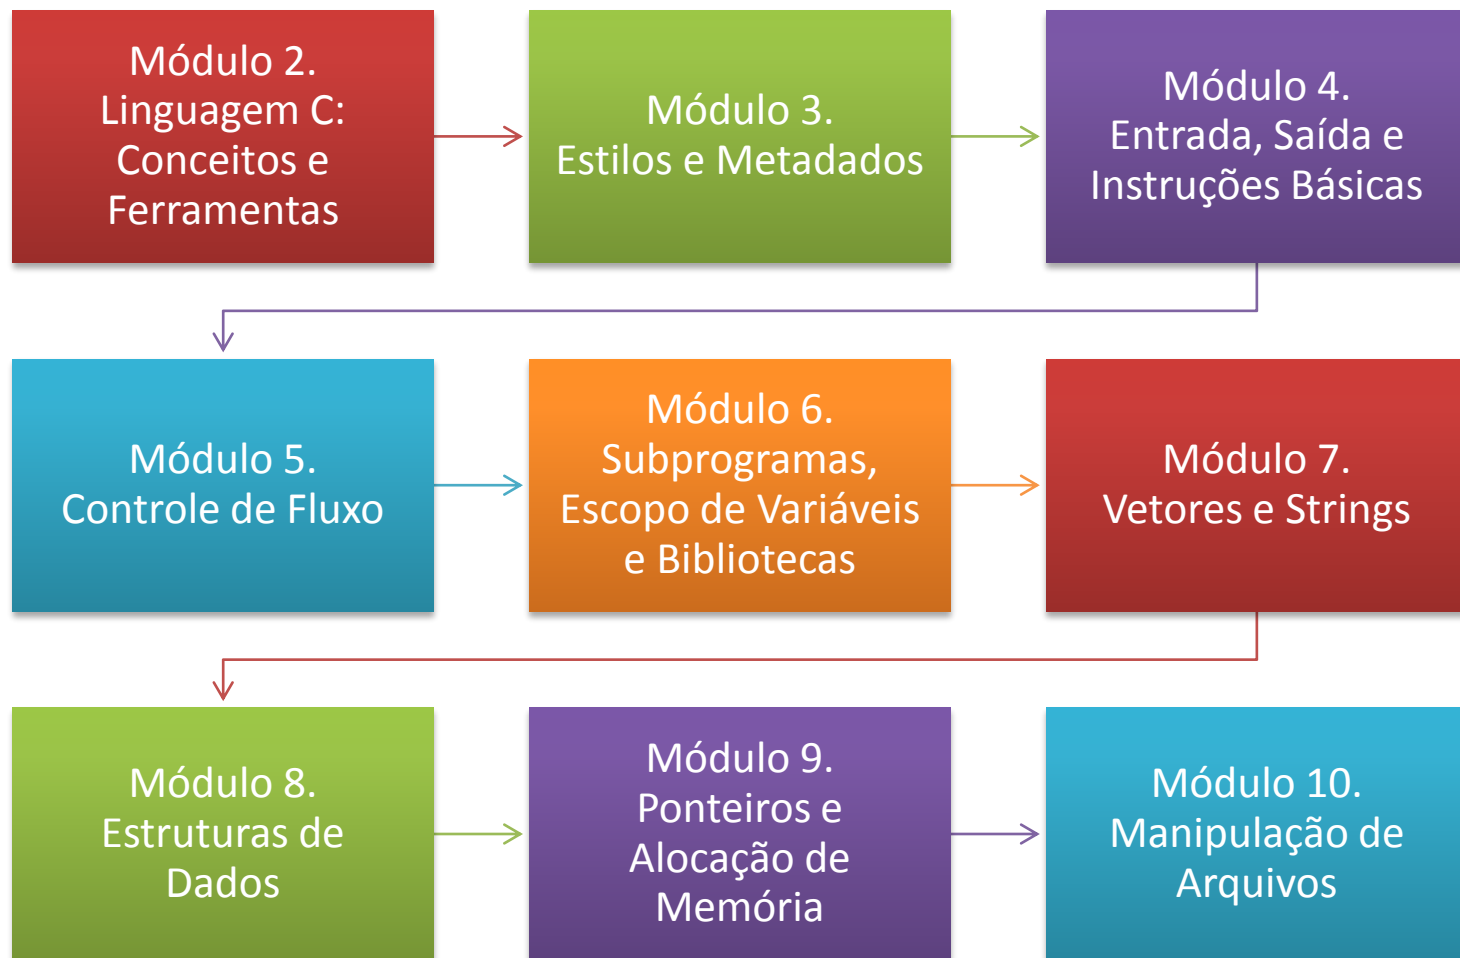 Módulo 2.
Linguagem C:
Conceitos e
Ferramentas
Módulo 3.
Estilos e Metadados
Módulo 4.
Entrada, Saída e
Instruções Básicas
Módulo 5.
Controle de Fluxo
Módulo 6.
Subprogramas,
Escopo de Variáveis
e Bibliotecas
Módulo 7.
Vetores e Strings
Módulo 8.
Estruturas de
Dados
Módulo 9.
Ponteiros e
Alocação de
Memória
Módulo 10.
Manipulação de
Arquivos